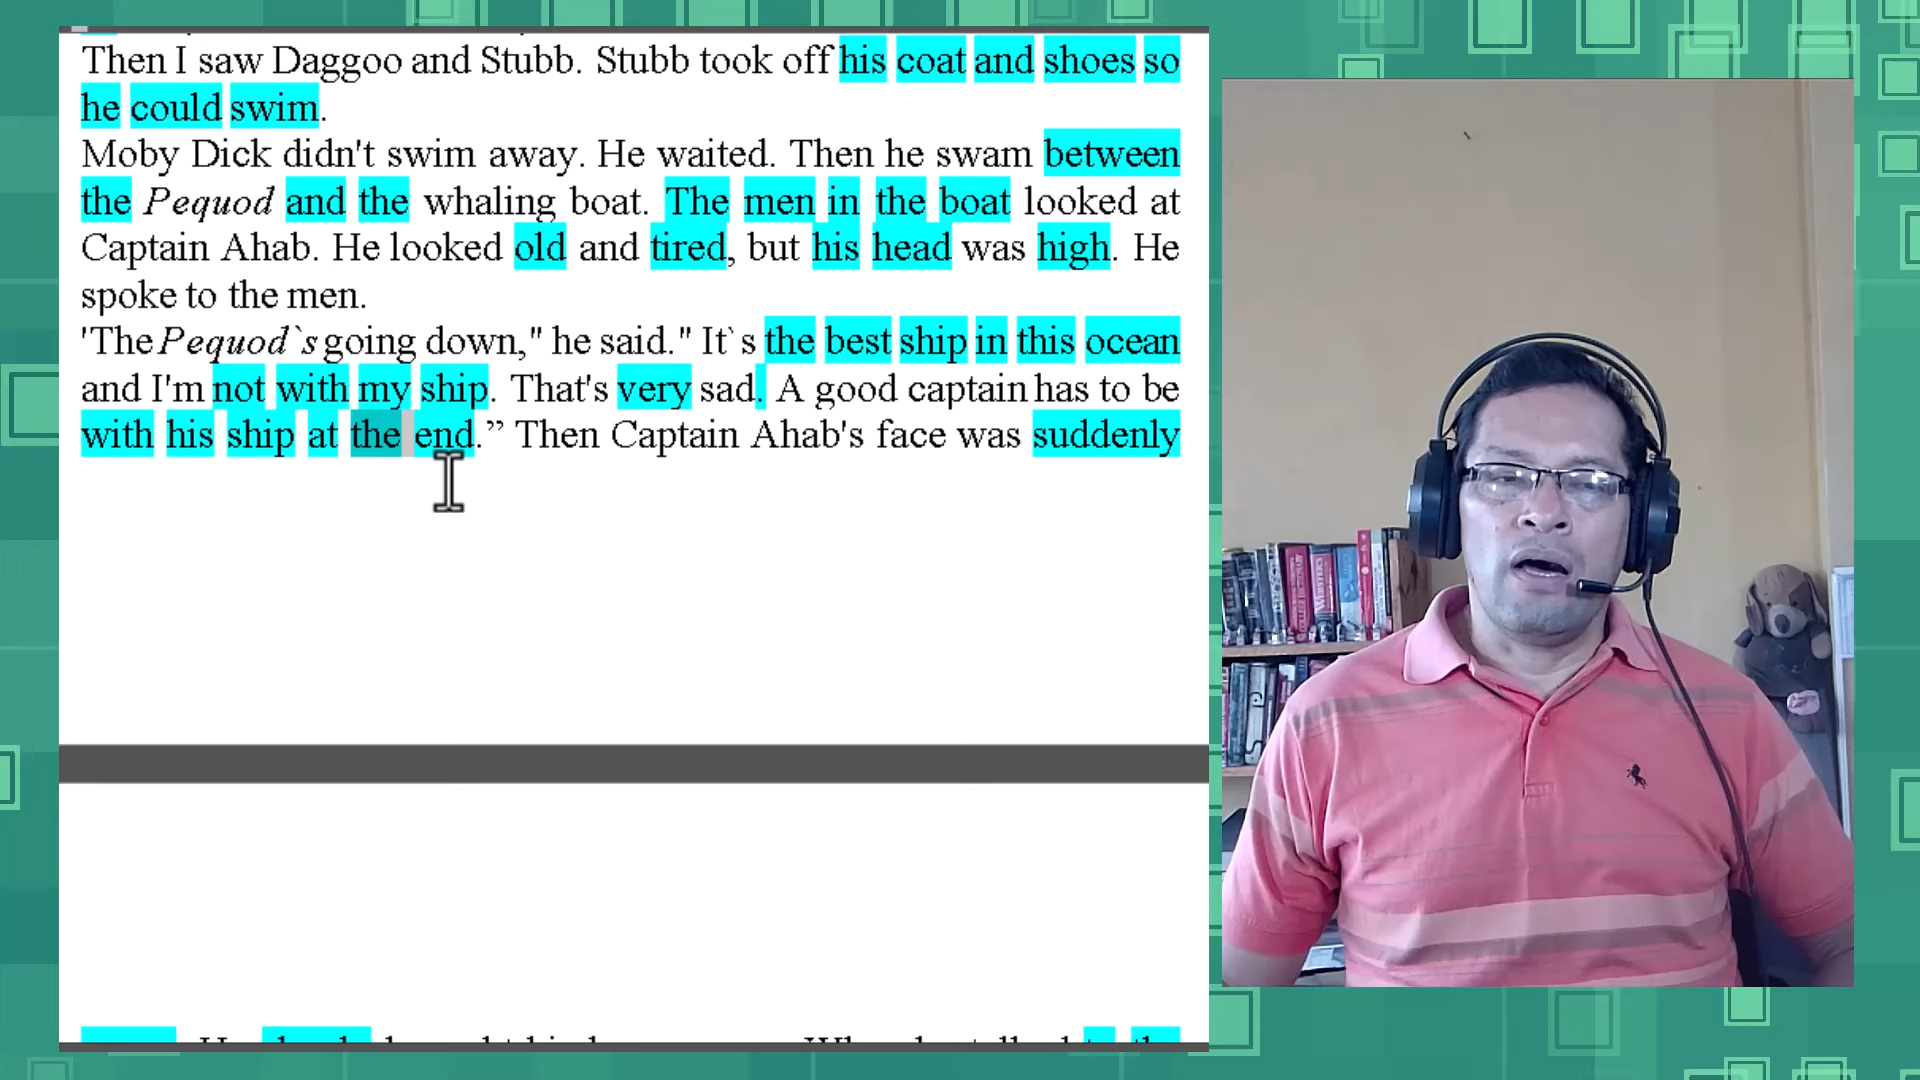 Then I saw Daggoo and Stubb. Stubb took off his coat and shoes so
he could swim.
Moby Dick didn't swim away. He waited. Then he swam between
the Pequod and the whaling boat. The men in the boat looked at
Captain Ahab. He looked old and tired, but his head was high. He
spoke to the men.
'The Pequod`s going down," he said." It`s the best ship in this ocean
and I'm not with my ship. That's very sad. A good captain has to be
with his ship at the end.” Then Captain Ahab's face was suddenly